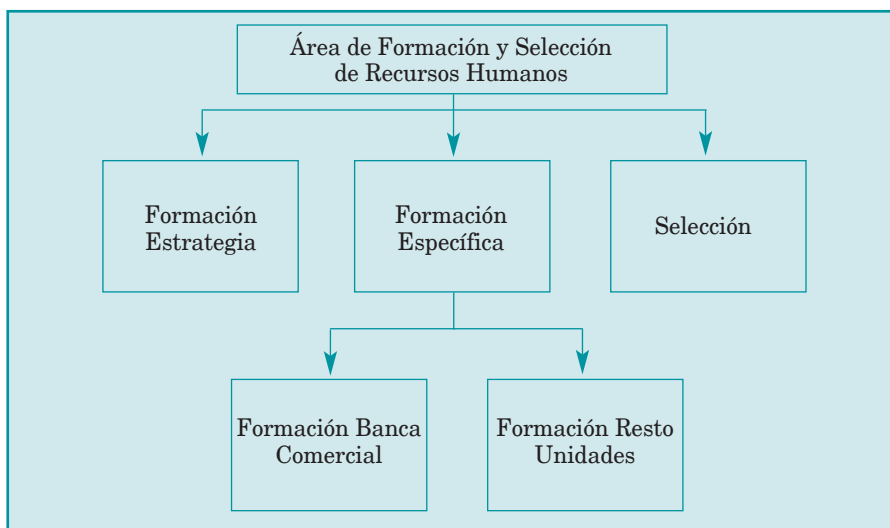 Área de Formación y Selección
de Recursos Humanos
Formación
Estrategia
Formación
Específica
Selección
Formación Banca
Comercial
Formación Resto
Unidades